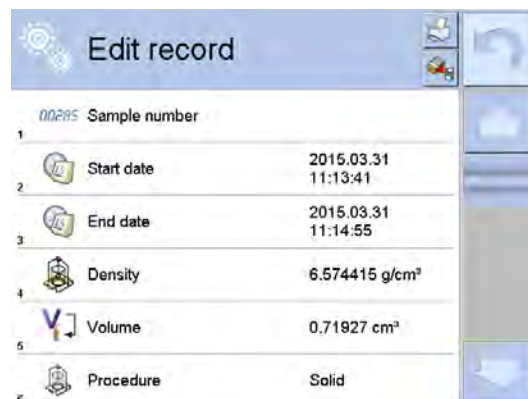 Edit record
1 00285 Sample number
2 Start date 2015.03.31 11:13:41
3 End date 2015.03.31 11:14:55
4 Density 6.574415 g/cm³
5 Volume 0.71927 cm³
6 Procedure Solid